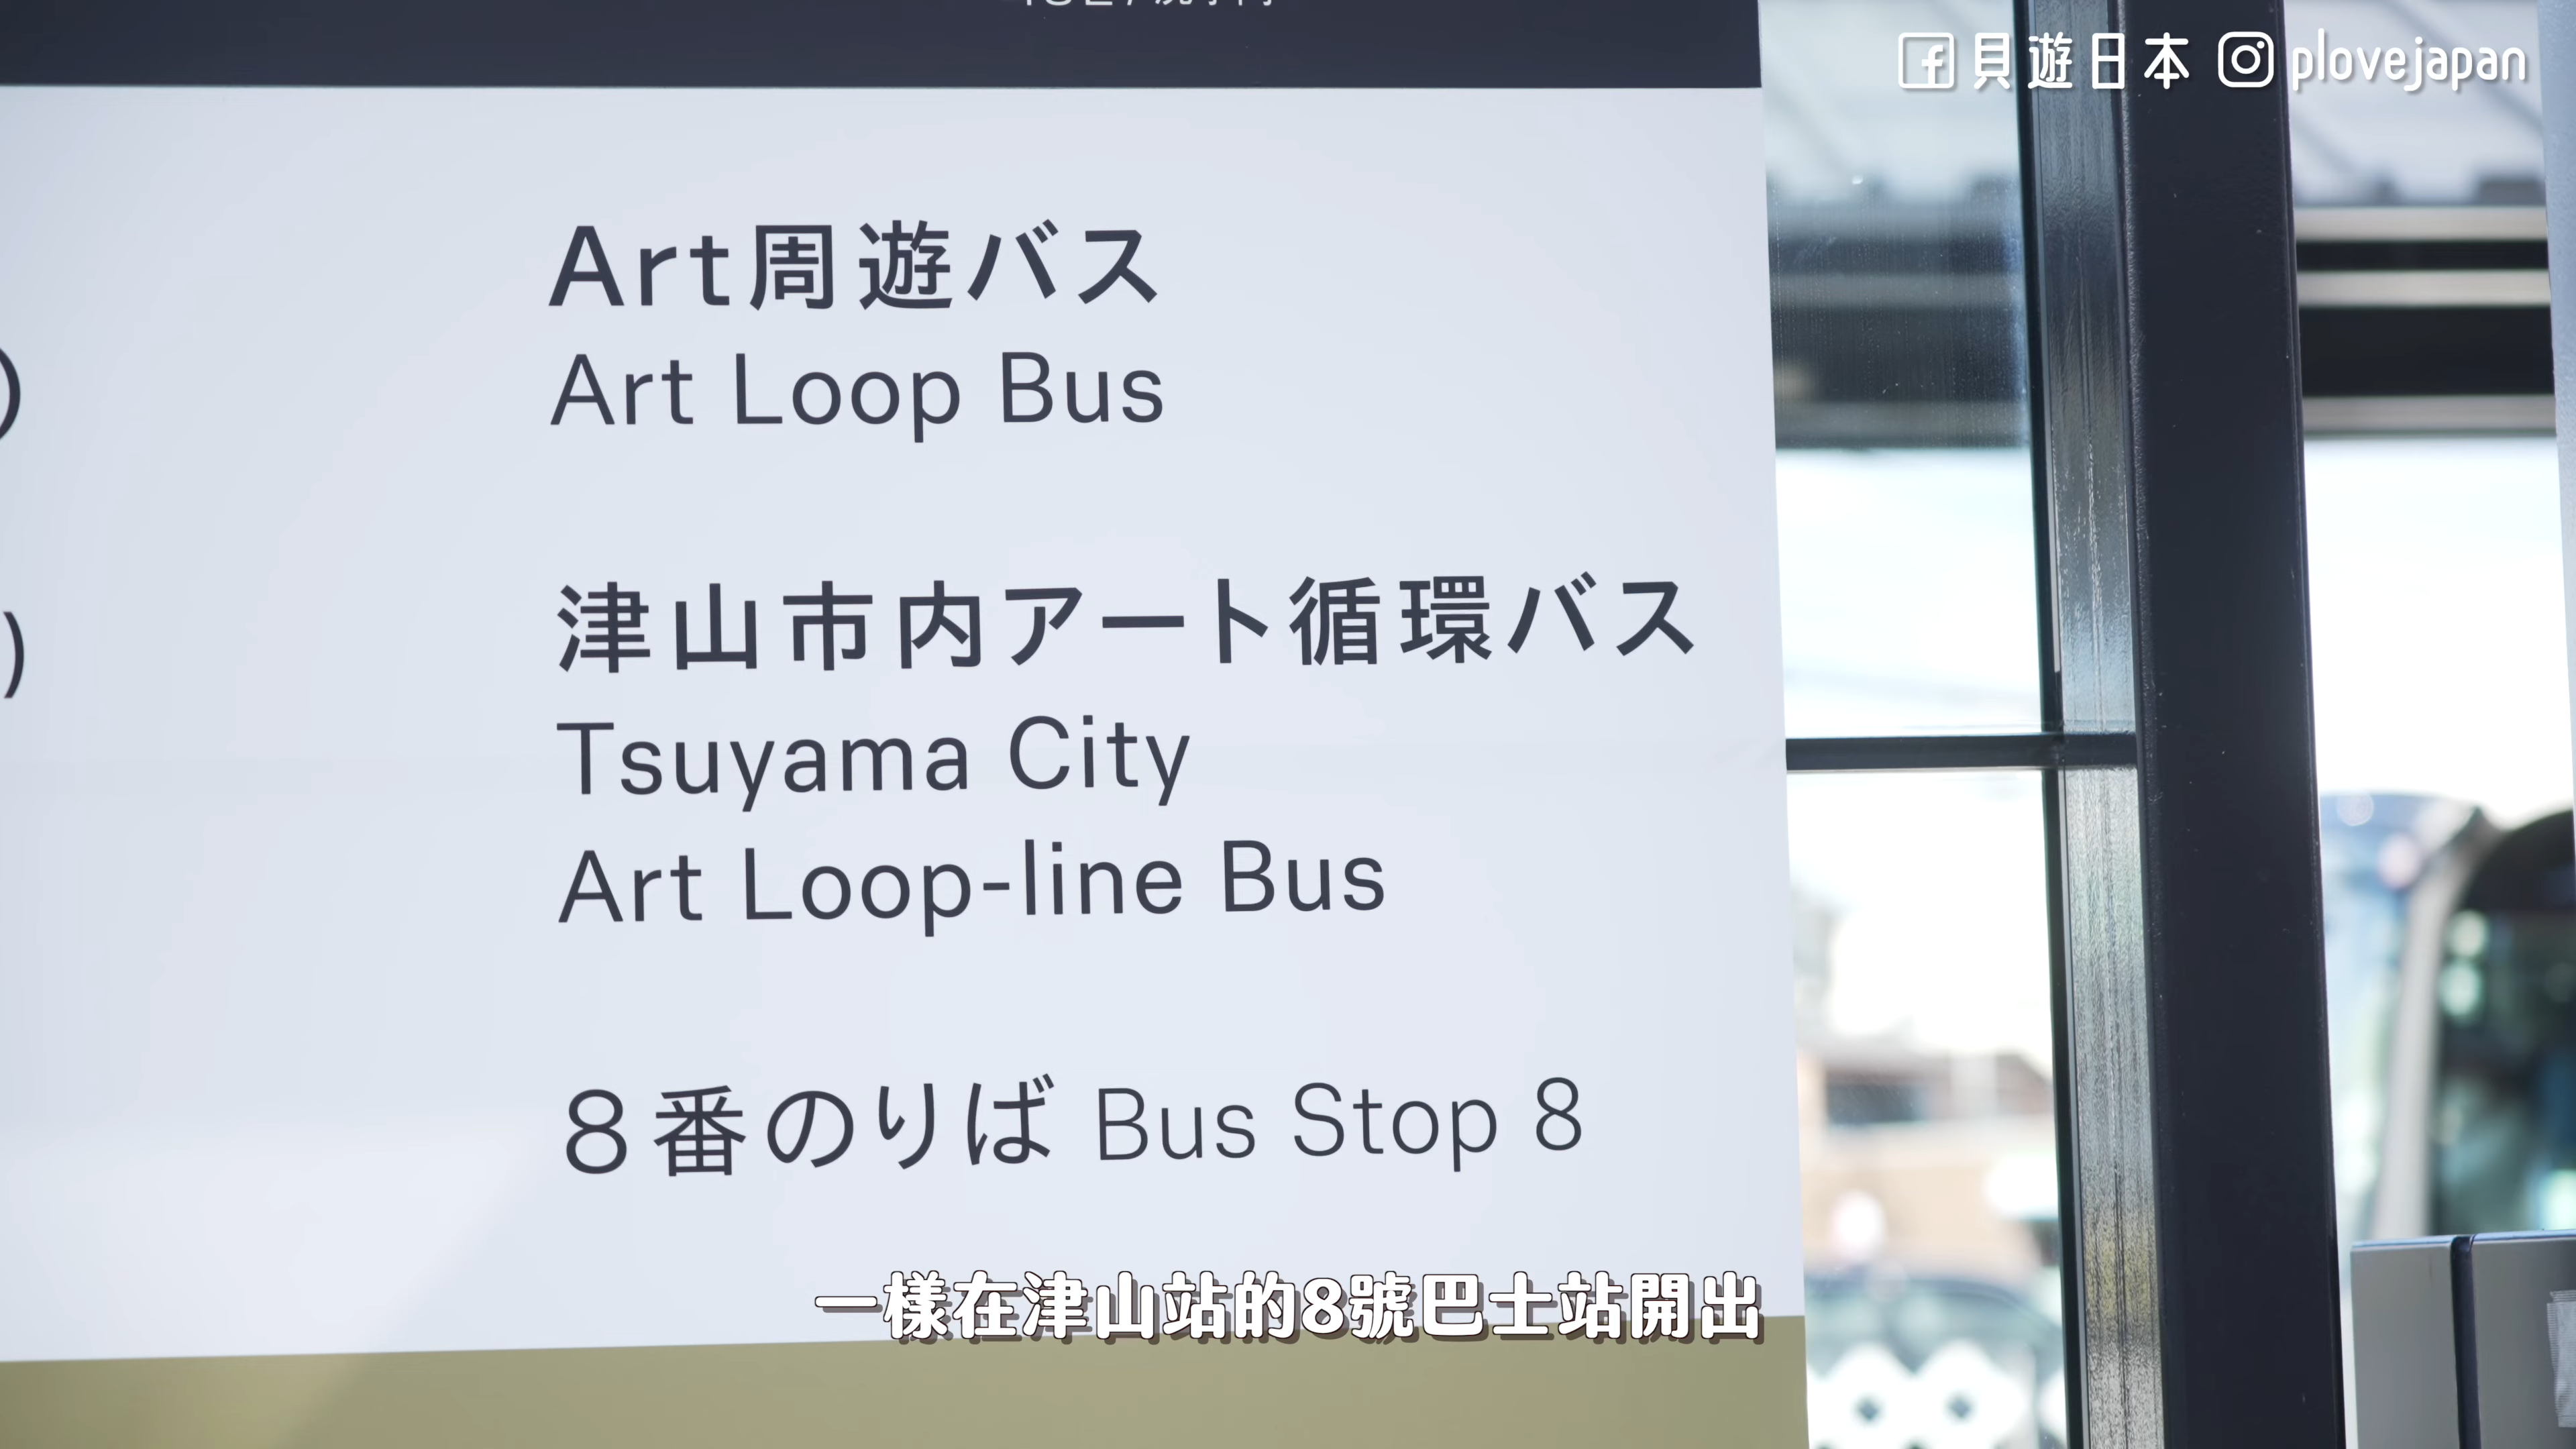 貝遊日本 plovejapan
Art周遊バス
Art Loop Bus
津山市内アート循環バス
Tsuyama City
Art Loop-line Bus
8番のりば Bus Stop 8
一樣在津山站的8號巴士站開出